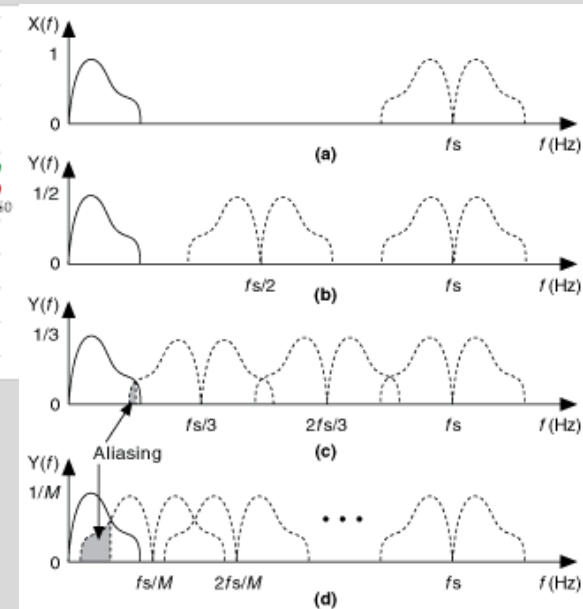 X(f)
1
0
fs
f (Hz)
(a)
Y(f)
1/2
0
fs/2
fs
f (Hz)
(b)
Y(f)
1/3
0
fs/3
2fs/3
fs
f (Hz)
(c)
Aliasing
Y(f)
1/M
0
fs/M
2fs/M
fs
f (Hz)
(d)